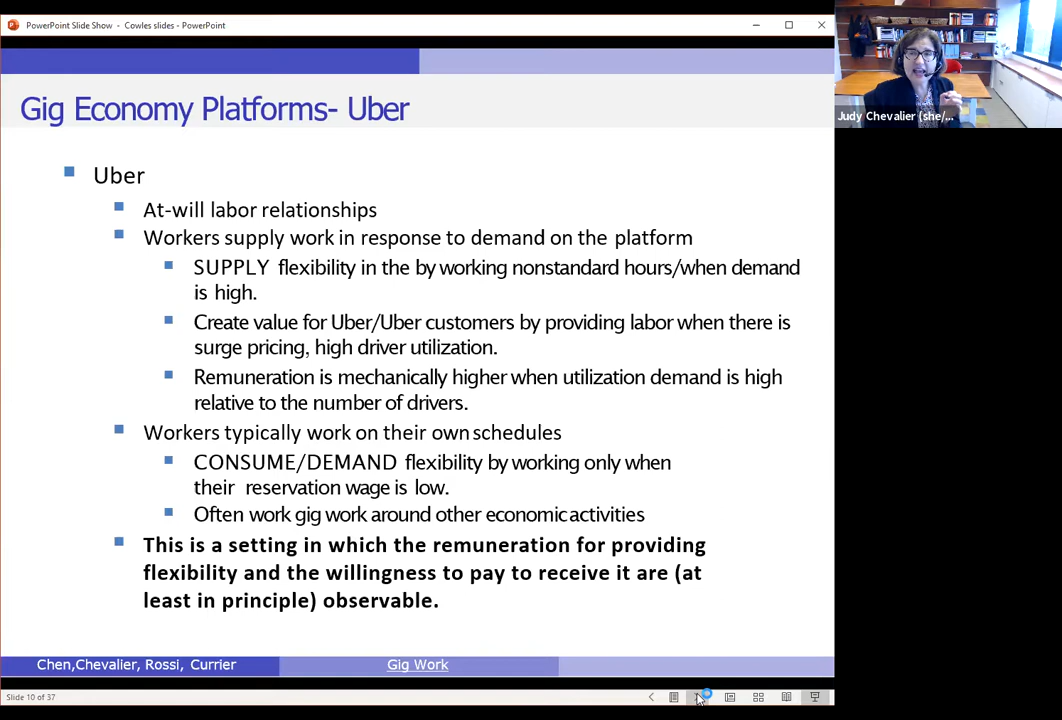 PowerPoint Slide Show - Cowles slides - PowerPoint
Judy Chevalier (she/...
Gig Economy Platforms- Uber
Uber
At-will labor relationships
Workers supply work in response to demand on the platform
SUPPLY flexibility in the by working nonstandard hours/when demand
is high.
Create value for Uber/Uber customers by providing labor when there is
surge pricing, high driver utilization.
Remuneration is mechanically higher when utilization demand is high
relative to the number of drivers.
Workers typically work on their own schedules
CONSUME/DEMAND flexibility by working only when
their reservation wage is low.
Often work gig work around other economic activities
This is a setting in which the remuneration for providing
flexibility and the willingness to pay to receive it are (at
least in principle) observable.
Chen,Chevalier, Rossi, Currier
Gig Work
Slide 10 of 37